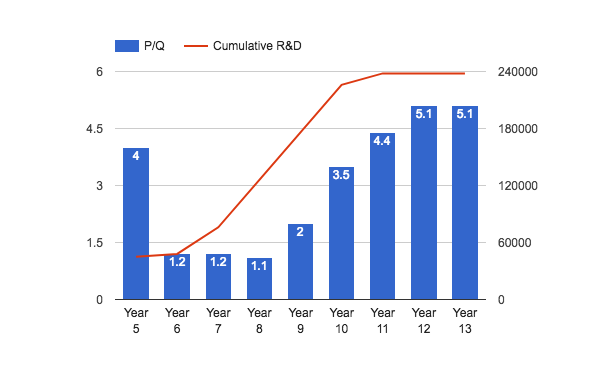 P/Q Cumulative R&D
6 240000
4.5 180000
3 120000
1.5 60000
0 0
4 1.2 1.2 1.1 2 3.5 4.4 5.1 5.1
Year Year Year Year Year Year Year Year Year
5 6 7 8 9 10 11 12 13